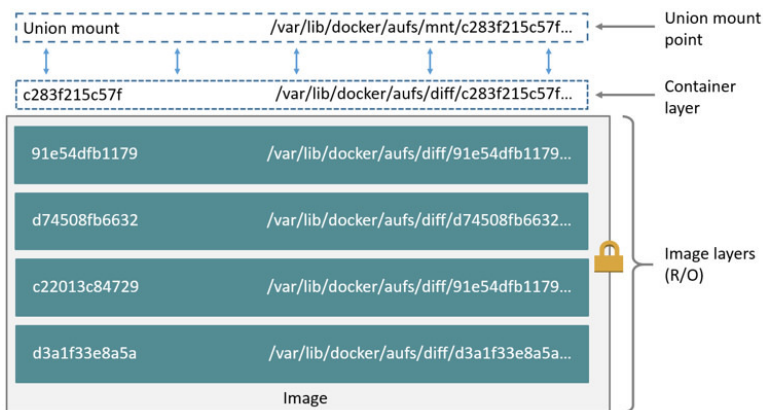 Union mount /var/lib/docker/aufs/mnt/c283f215c57f...
Union mount
point
c283f215c57f /var/lib/docker/aufs/diff/c283f215c57f...
Container
layer
91e54dfb1179 /var/lib/docker/aufs/diff/91e54dfb1179...
d74508fb6632 /var/lib/docker/aufs/diff/d74508fb6632...
c22013c84729 /var/lib/docker/aufs/diff/91e54dfb1179...
d3a1f33e8a5a /var/lib/docker/aufs/diff/d3a1f33e8a5a...
Image layers
(R/O)
Image